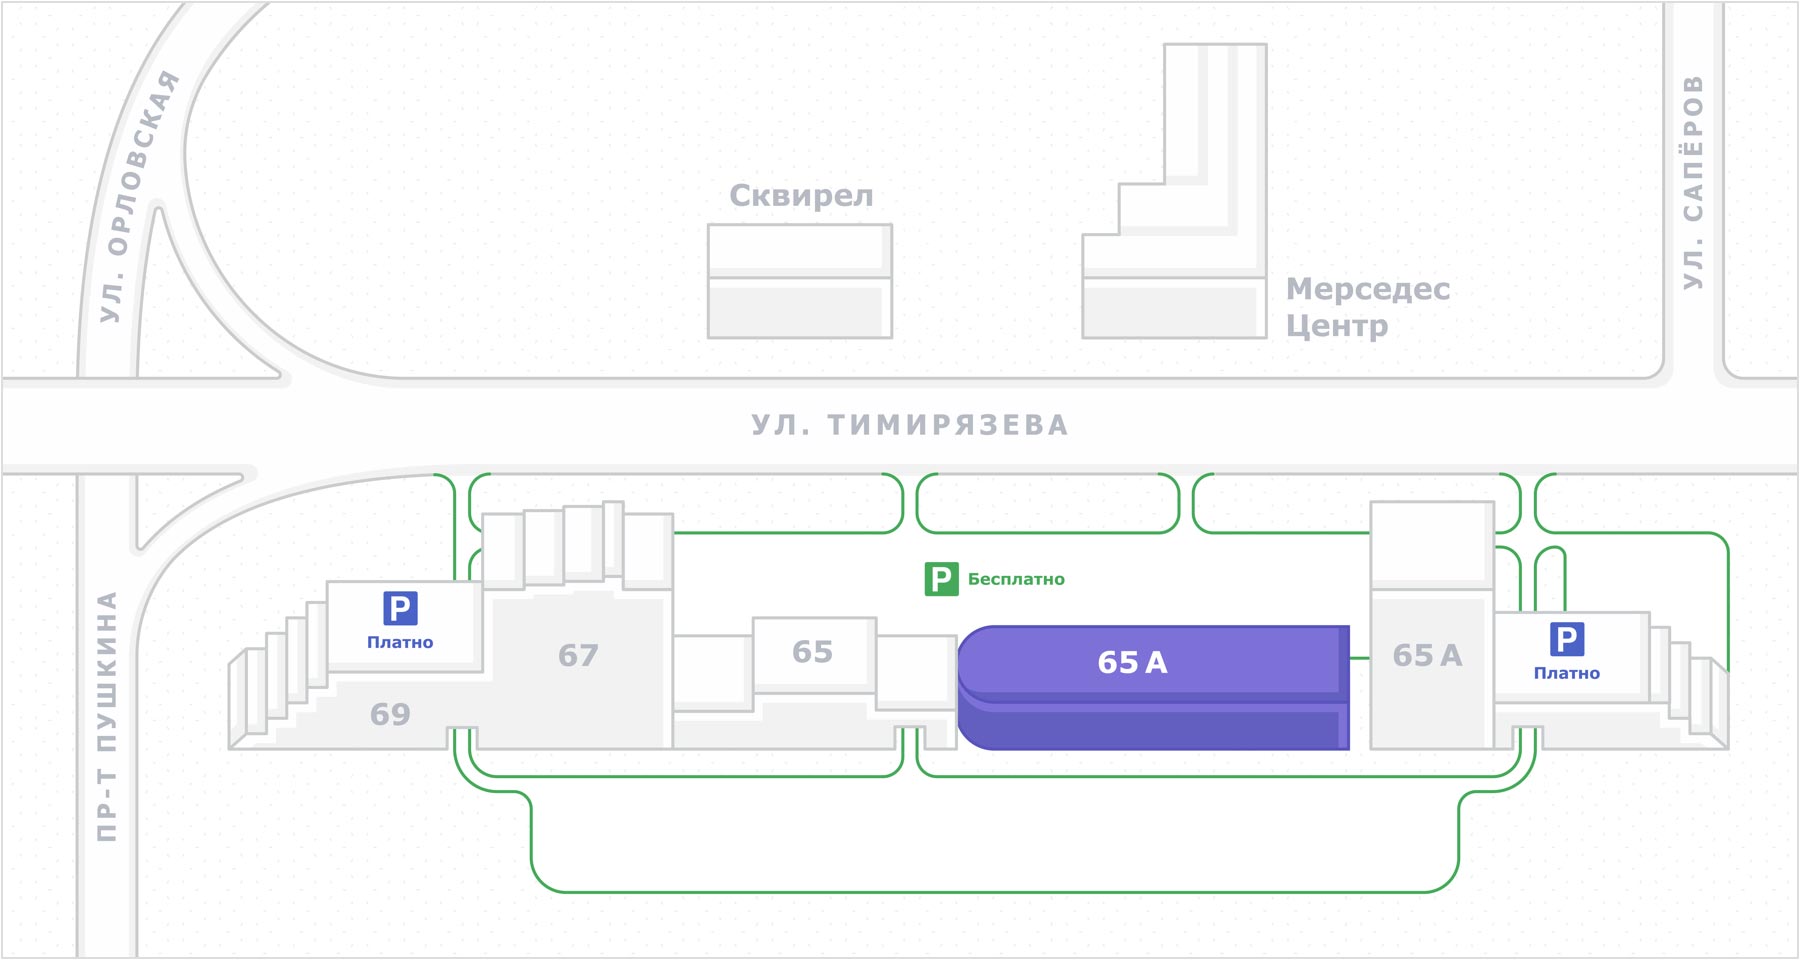 УЛ. ОРЛОВСКАЯ
УЛ. САПЁРОВ
Сквирел
Мерседес
Центр
УЛ. ТИМИРЯЗЕВА
P
Бесплатно
P
Платно
67
65
65 А
65 А
P
Платно
69
ПР-Т ПУШКИНА